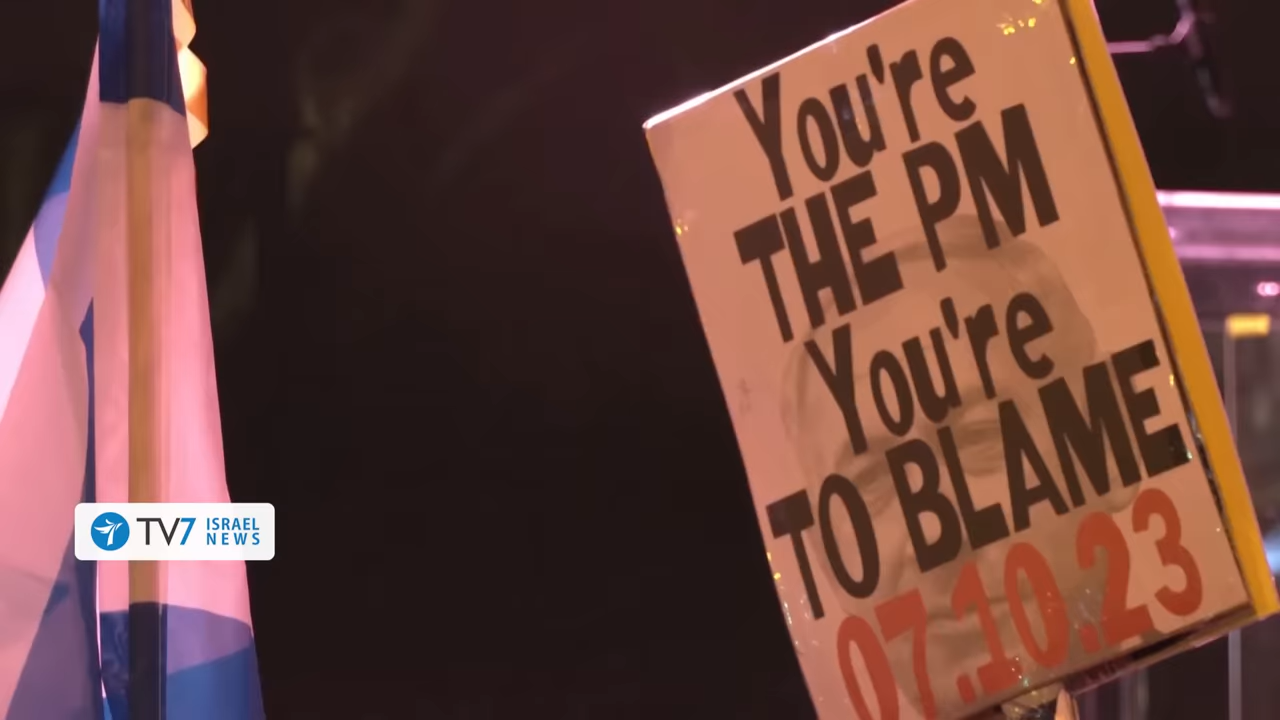 You're
THE PM
You're
TO BLAME
07.10.23
TV7 ISRAEL
NEWS